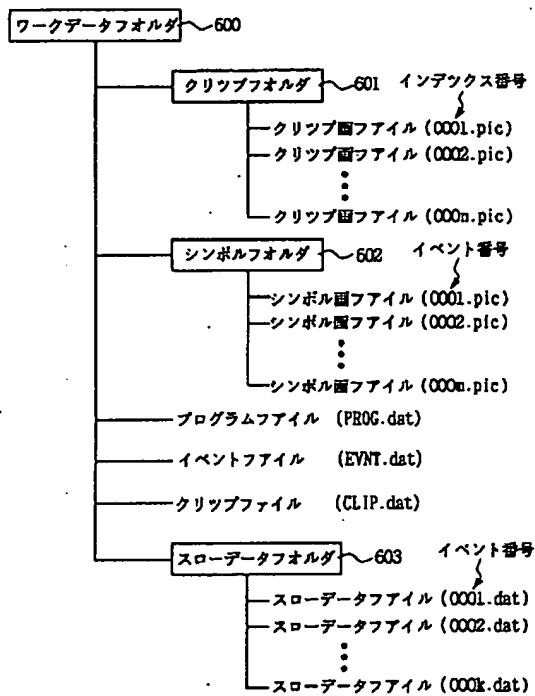 ワークデータフォルダ 600
クリップフォルダ 601 インデックス番号
クリップ画ファイル (0001.pic)
クリップ画ファイル (0002.pic)
クリップ画ファイル (000n.pic)
シンボルフォルダ 602 イベント番号
シンボル画ファイル (0001.pic)
シンボル画ファイル (0002.pic)
シンボル画ファイル (000m.pic)
プログラムファイル (PROG.dat)
イベントファイル (EVNT.dat)
クリップファイル (CLIP.dat)
スローデータフォルダ 603 イベント番号
スローデータファイル (0001.dat)
スローデータファイル (0002.dat)
スローデータファイル (000k.dat)